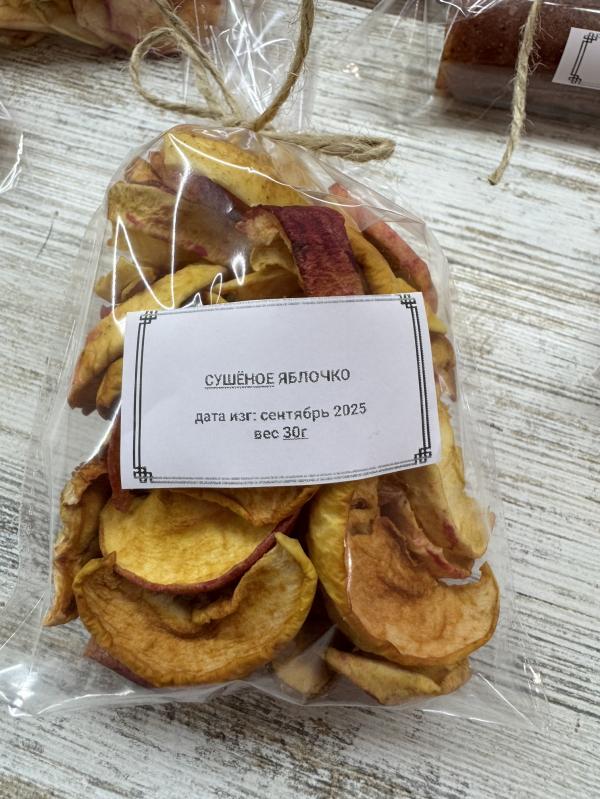 СУШЁНОЕ ЯБЛОЧКО
дата изг: сентябрь 2025
вес 30г